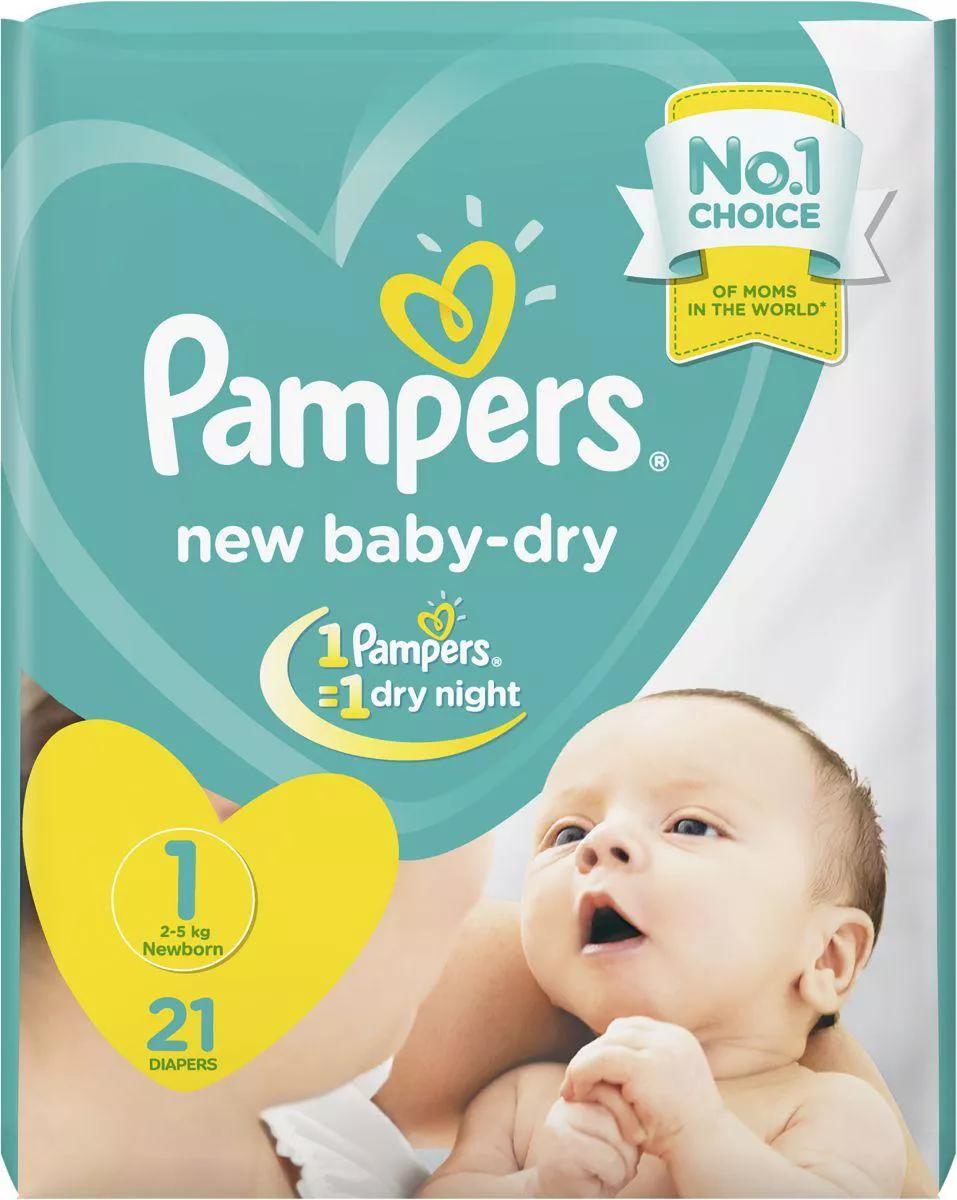 No.1
CHOICE
OF MOMS
IN THE WORLD*
Pampers®
new baby-dry
1 Pampers®
=1 dry night
1
2-5 kg
Newborn
21
DIAPERS